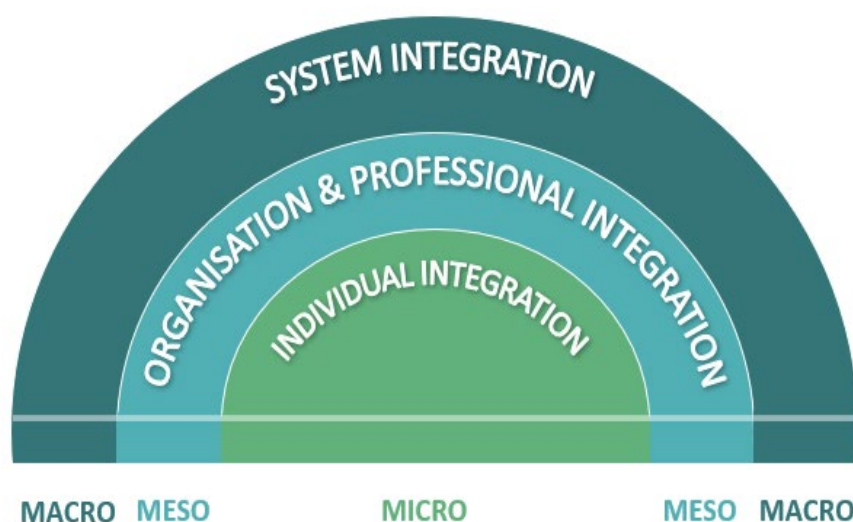 SYSTEM INTEGRATION
ORGANISATION & PROFESSIONAL INTEGRATION
INDIVIDUAL INTEGRATION
MACRO MESO MICRO MESO MACRO